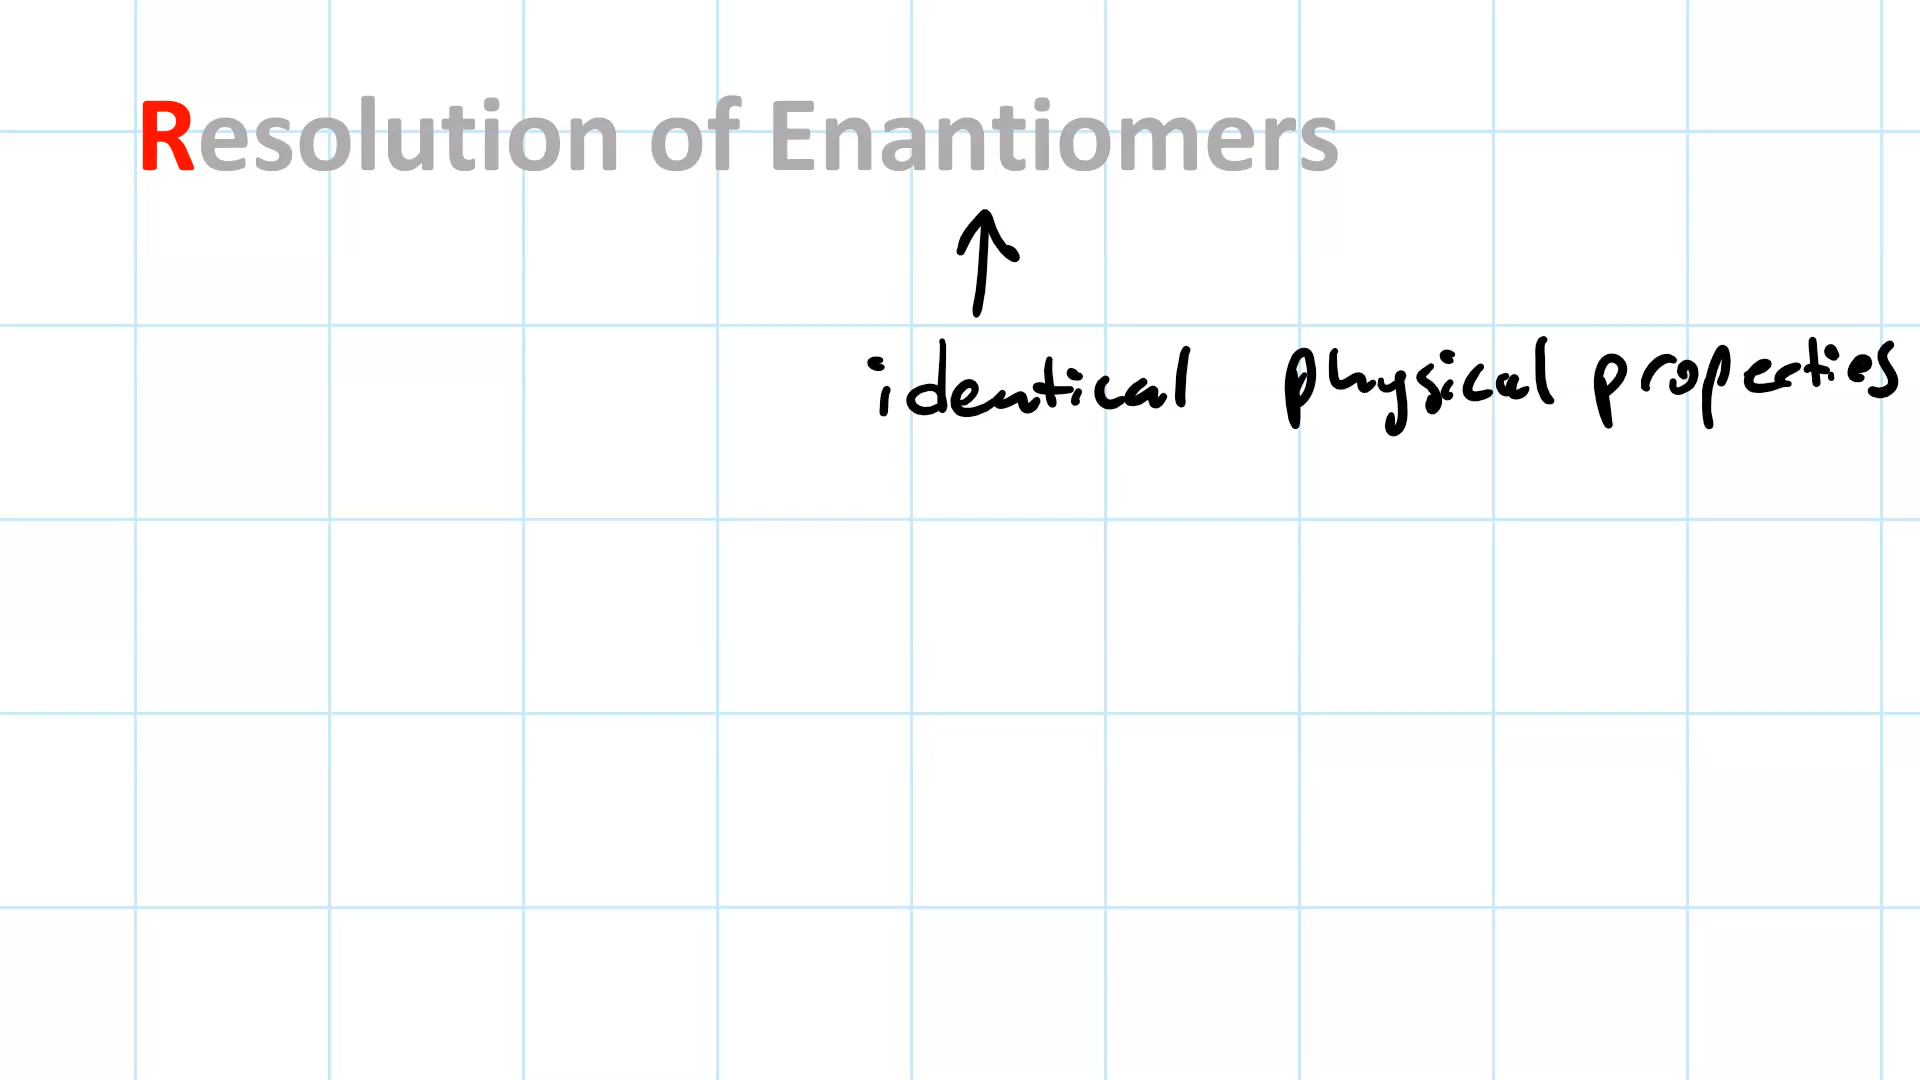 Resolution of Enantiomers
identical physical properties